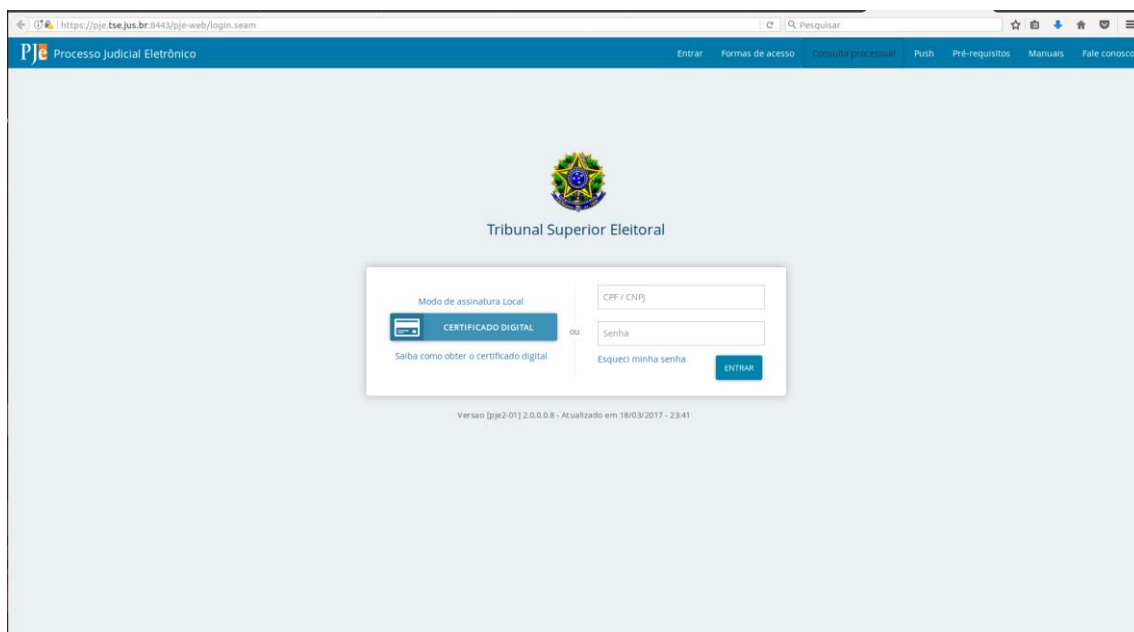 https://pje.tse.jus.br:8443/pje-web/login.seam
Pesquisar
PJe Processo Judicial Eletrônico
Entrar Formas de acesso Consulta processual Push Pré-requisitos Manuais Fale conosco
Tribunal Superior Eleitoral
Modo de assinatura Local
CERTIFICADO DIGITAL
Saiba como obter o certificado digital
ou
CPF / CNPJ
Senha
Esqueci minha senha
ENTRAR
Versao [pje2-01] 2.0.0.0.8 - Atualizado em 18/03/2017 - 23:41